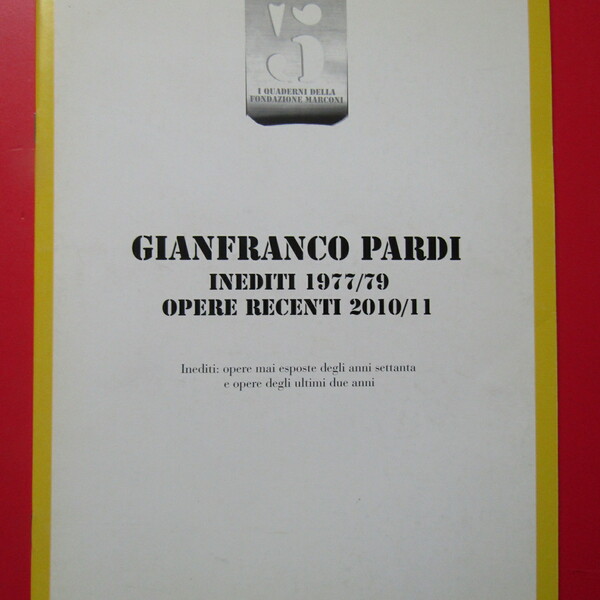 5
I QUADERNI DELLA
FONDAZIONE MARCONI
GIANFRANCO PARDI
INEDITI 1977/79
OPERE RECENTI 2010/11
Inediti: opere mai esposte degli anni settanta
e opere degli ultimi due anni